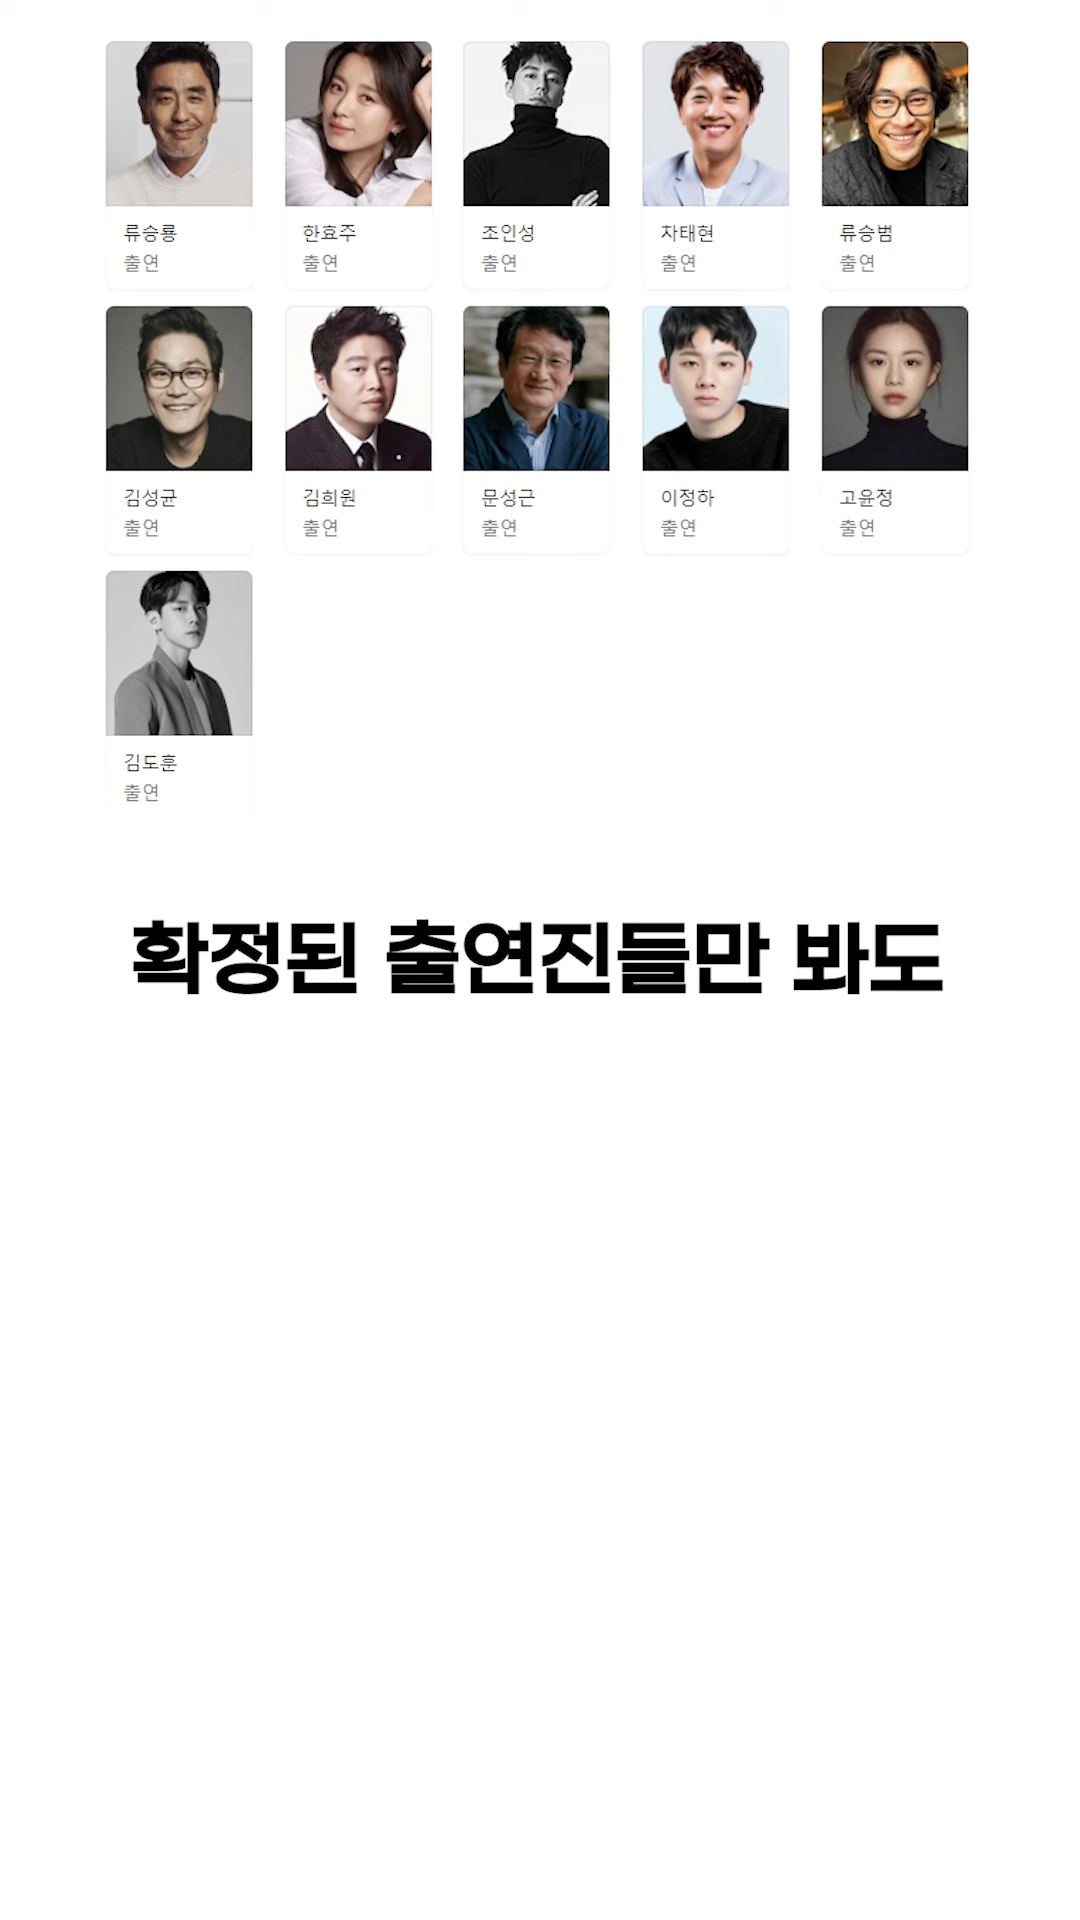 류승룡 한효주 조인성 차태현 류승범
출연 출연 출연 출연 출연
김성균 김희원 문성근 이정하 고윤정
출연 출연 출연 출연 출연
김도훈
출연
확정된 출연진들만 봐도